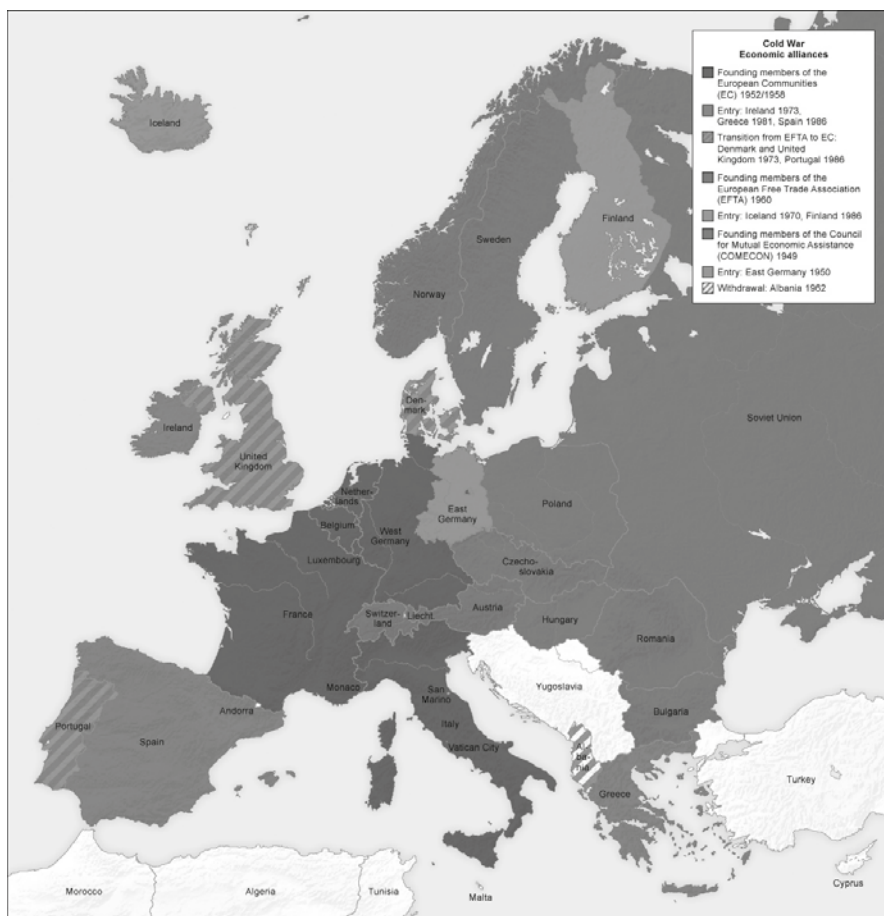 Cold War
Economic alliances
Founding members of the
European Communities
(EC) 1952/1958
Entry: Ireland 1973,
Greece 1981, Spain 1986
Transition from EFTA to EC:
Denmark and United
Kingdom 1973, Portugal 1986
Founding members of the
European Free Trade Association
(EFTA) 1960
Entry: Iceland 1970, Finland 1986
Founding members of the Council
for Mutual Economic Assistance
(COMECON) 1949
Entry: East Germany 1950
Withdrawal: Albania 1962
Iceland
Finland
Sweden
Norway
Den-
mark
Ireland
United
Kingdom
Soviet Union
Nether-
lands
Belgium
East
Germany
Poland
West
Germany
Luxembourg
Czecho-
slovakia
France
Switzer-
land
Liecht
Austria
Hungary
Romania
Monaco
San
Marino
Yugoslavia
Andorra
Italy
Bulgaria
Portugal
Spain
Vatican City
Al-
ba-
nia
Greece
Turkey
Morocco
Algeria
Tunisia
Malta
Cyprus